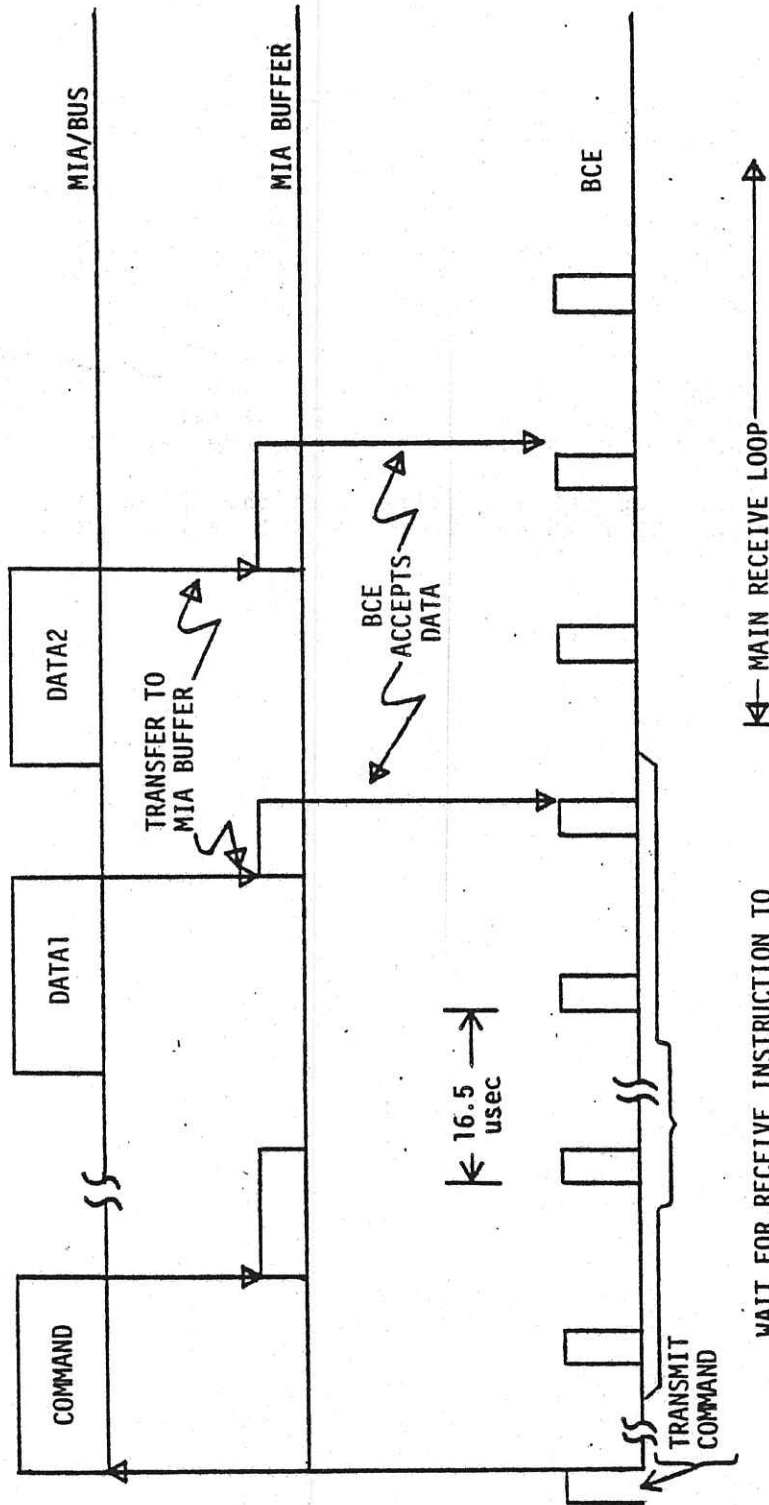 COMMAND
DATA1
DATA2
MIA/BUS
TRANSFER TO
MIA BUFFER
MIA BUFFER
BCE
ACCEPTS
DATA
16.5
usec
BCE
TRANSMIT
COMMAND
MAIN RECEIVE LOOP
WAIT FOR RECEIVE INSTRUCTION TO